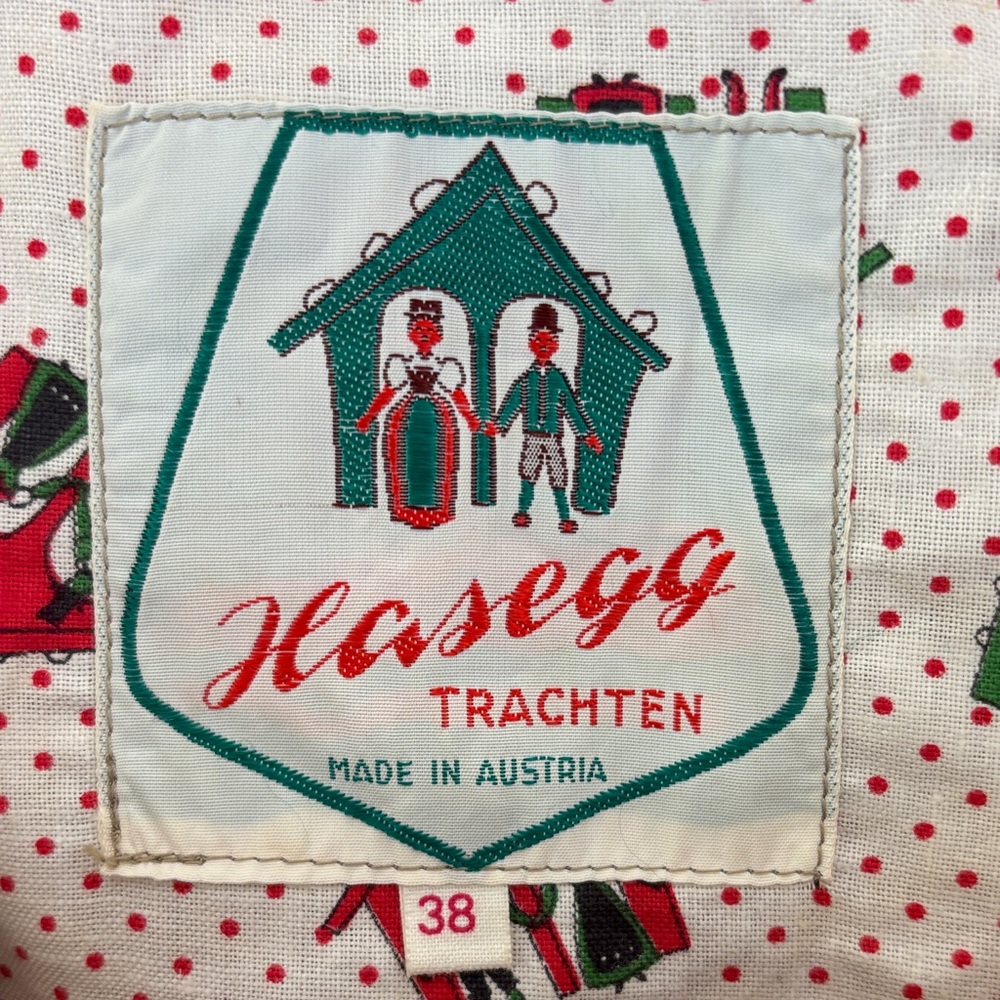 Hasegg
TRACHTEN
MADE IN AUSTRIA
38